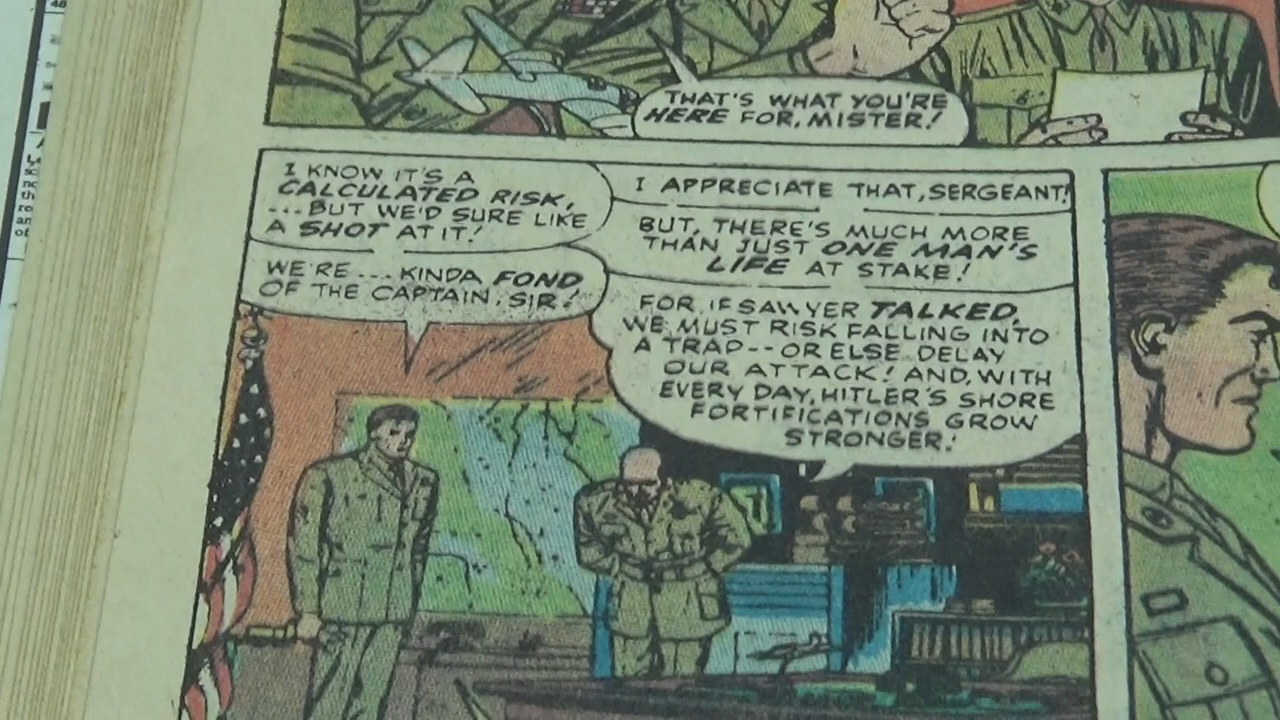 THAT'S WHAT YOU'RE
HERE FOR, MISTER!
I KNOW IT'S A
CALCULATED RISK,
...BUT WE'D SURE LIKE
A SHOT AT IT!
WE'RE... KINDA FOND
OF THE CAPTAIN, SIR!
I APPRECIATE THAT, SERGEANT!
BUT, THERE'S MUCH MORE
THAN JUST ONE MAN'S
LIFE AT STAKE!
FOR, IF SAWYER TALKED,
WE MUST RISK FALLING INTO
A TRAP--OR ELSE DELAY
OUR ATTACK! AND, WITH
EVERY DAY, HITLER'S SHORE
FORTIFICATIONS GROW
STRONGER!